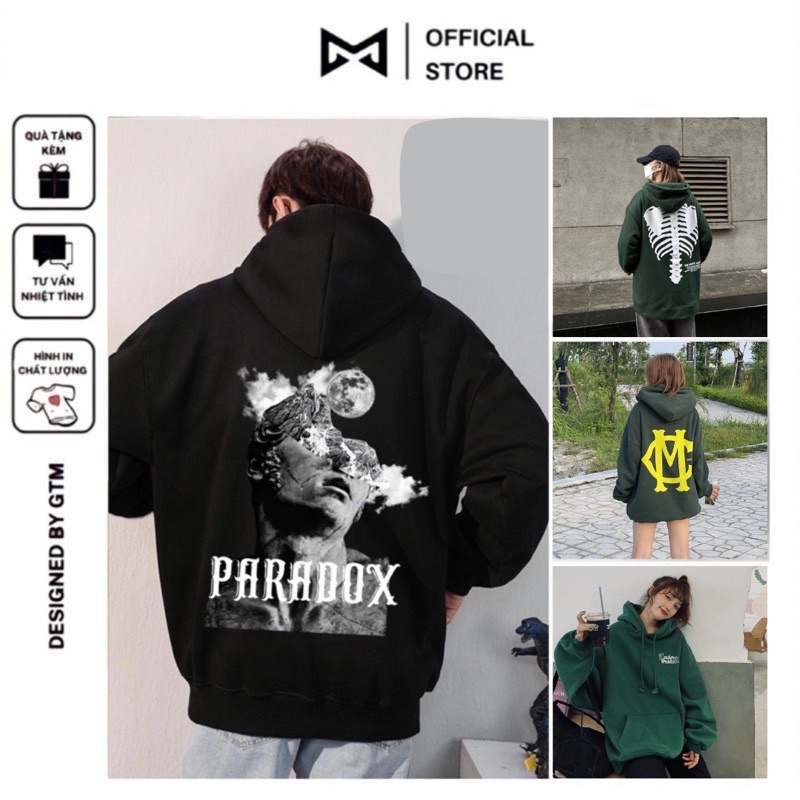 OFFICIAL
STORE
QUÀ TẶNG
KÈM
TƯ VẤN
NHIỆT TÌNH
HÌNH IN
CHẤT LƯỢNG
DESIGNED BY GTM
PARADOX